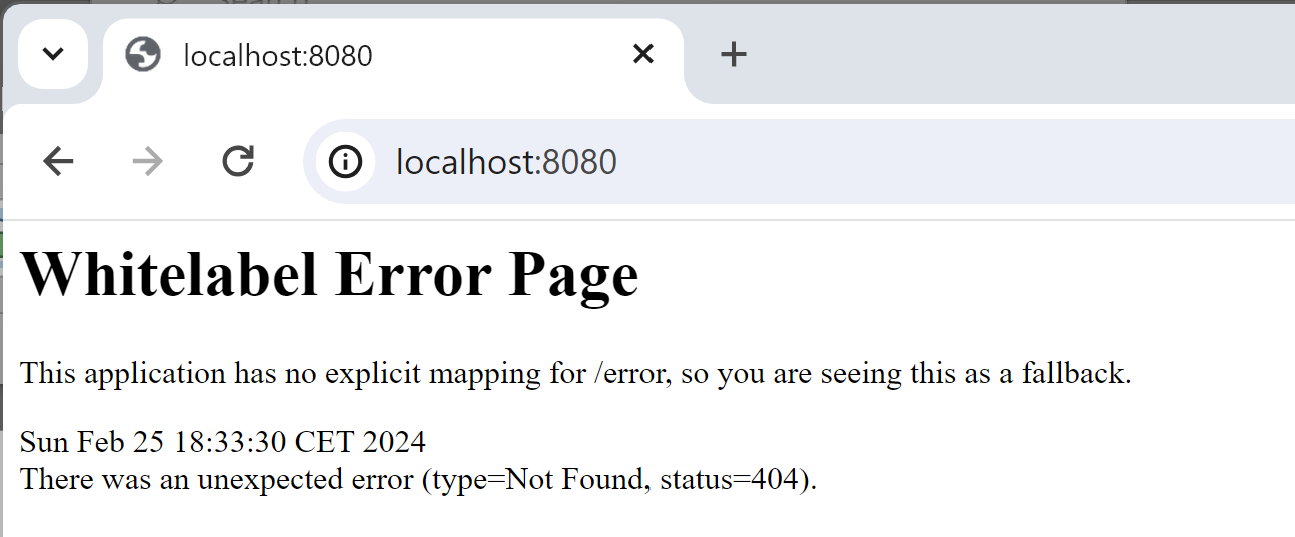 localhost:8080
localhost:8080
Whitelabel Error Page
This application has no explicit mapping for /error, so you are seeing this as a fallback.
Sun Feb 25 18:33:30 CET 2024
There was an unexpected error (type=Not Found, status=404).